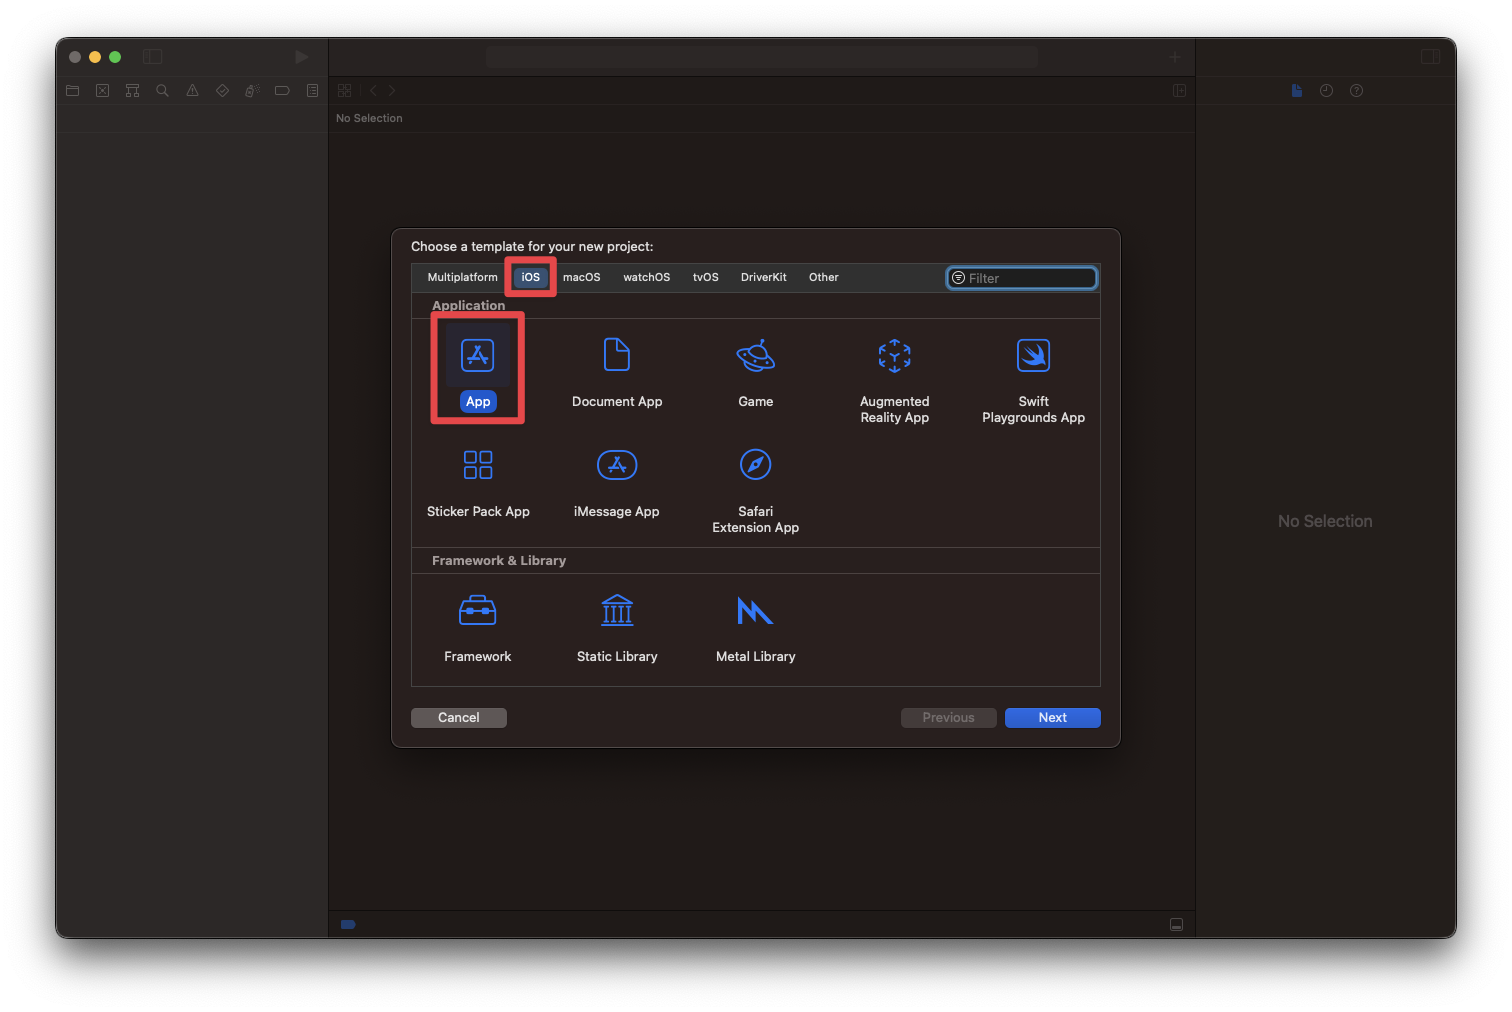 No Selection
Choose a template for your new project:
Multiplatform iOS macOS watchOS tvOS DriverKit Other Filter
Application
App Document App Game Augmented Reality App Swift Playgrounds App
Sticker Pack App iMessage App Safari Extension App
No Selection
Framework & Library
Framework Static Library Metal Library
Cancel Previous Next